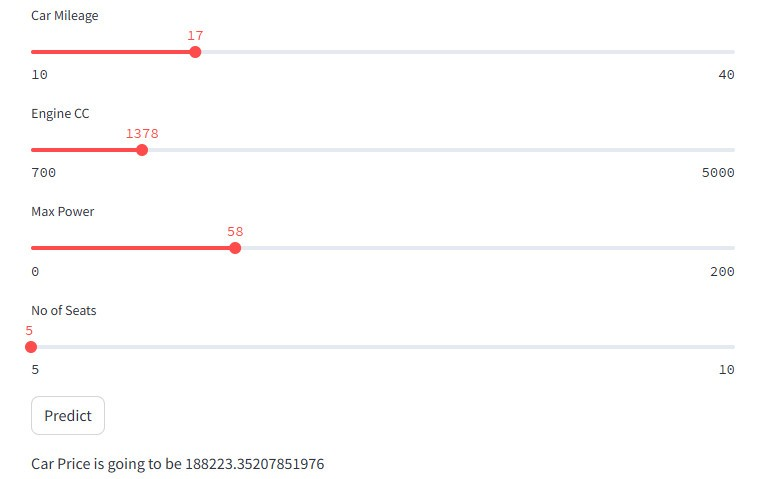 Car Mileage
17
10 40
Engine CC
1378
700 5000
Max Power
58
0 200
No of Seats
5
5 10
Predict
Car Price is going to be 188223.35207851976